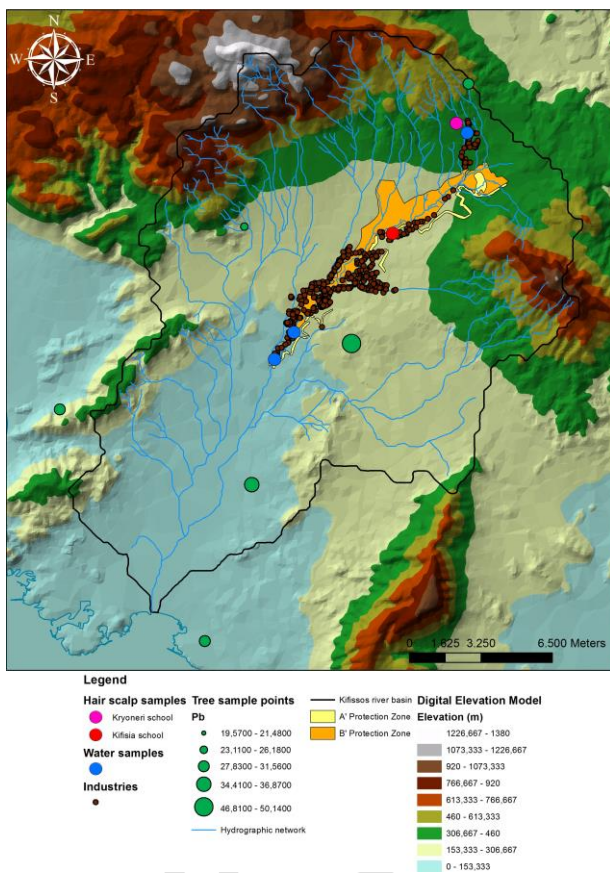 N
W E
S
0 1.625 3.250 6.500 Meters
Legend
Hair scalp samples
Kryoneri school
Kifisia school
Water samples
Industries
Tree sample points
Pb
19,5700 - 21,4800
23,1100 - 26,1800
27,8300 - 31,5600
34,4100 - 36,8700
46,8100 - 50,1400
Hydrographic network
Kifissos river basin
A' Protection Zone
B' Protection Zone
Digital Elevation Model
Elevation (m)
1226,667 - 1380
1073,333 - 1226,667
920 - 1073,333
766,667 - 920
613,333 - 766,667
460 - 613,333
306,667 - 460
153,333 - 306,667
0 - 153,333